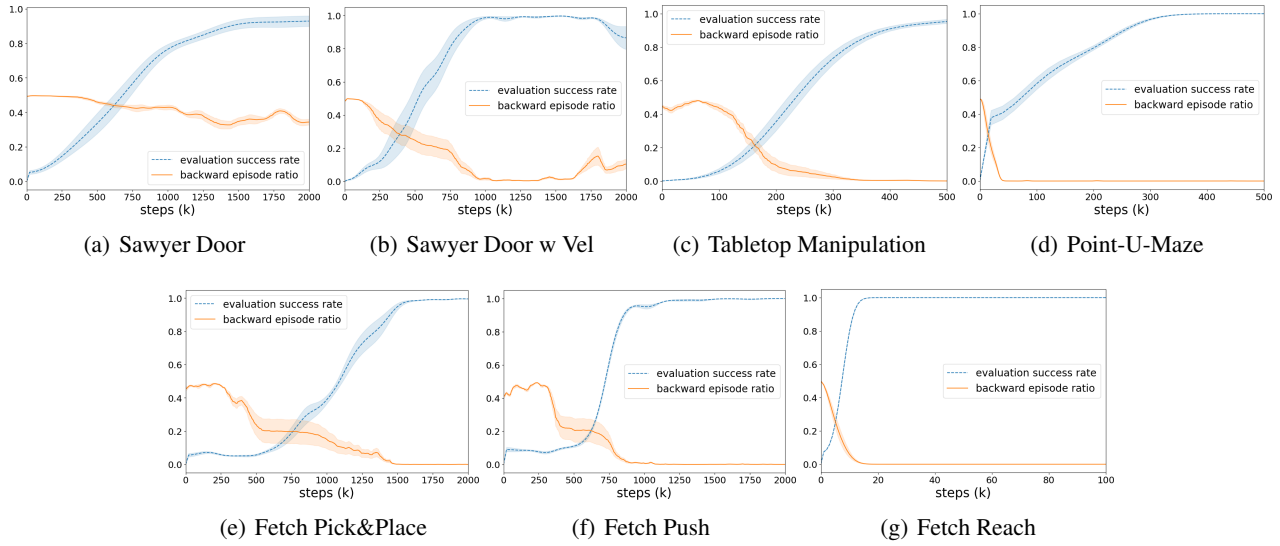 1.0
0.8
0.6
0.4
0.2
0.0
evaluation success rate
backward episode ratio
0 250 500 750 1000 1250 1500 1750 2000
steps (k)
(a) Sawyer Door
1.0
0.8
0.6
0.4
0.2
0.0
evaluation success rate
backward episode ratio
0 250 500 750 1000 1250 1500 1750 2000
steps (k)
(b) Sawyer Door w Vel
1.0
0.8
0.6
0.4
0.2
0.0
evaluation success rate
backward episode ratio
0 100 200 300 400 500
steps (k)
(c) Tabletop Manipulation
1.0
0.8
0.6
0.4
0.2
0.0
evaluation success rate
backward episode ratio
0 100 200 300 400 500
steps (k)
(d) Point-U-Maze
1.0
0.8
0.6
0.4
0.2
0.0
evaluation success rate
backward episode ratio
0 250 500 750 1000 1250 1500 1750 2000
steps (k)
(e) Fetch Pick&Place
1.0
0.8
0.6
0.4
0.2
0.0
evaluation success rate
backward episode ratio
0 250 500 750 1000 1250 1500 1750 2000
steps (k)
(f) Fetch Push
1.0
0.8
0.6
0.4
0.2
0.0
evaluation success rate
backward episode ratio
0 20 40 60 80 100
steps (k)
(g) Fetch Reach